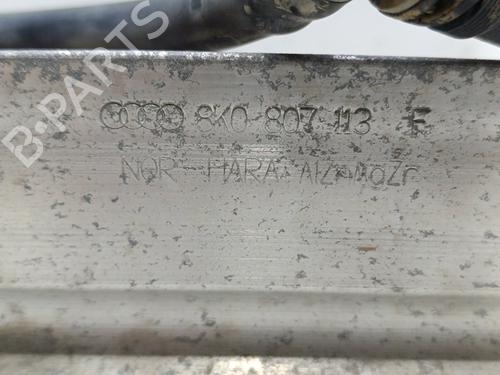 8K0 807 113 E
NOR-HARA AlZnMgZr
B-PARTS